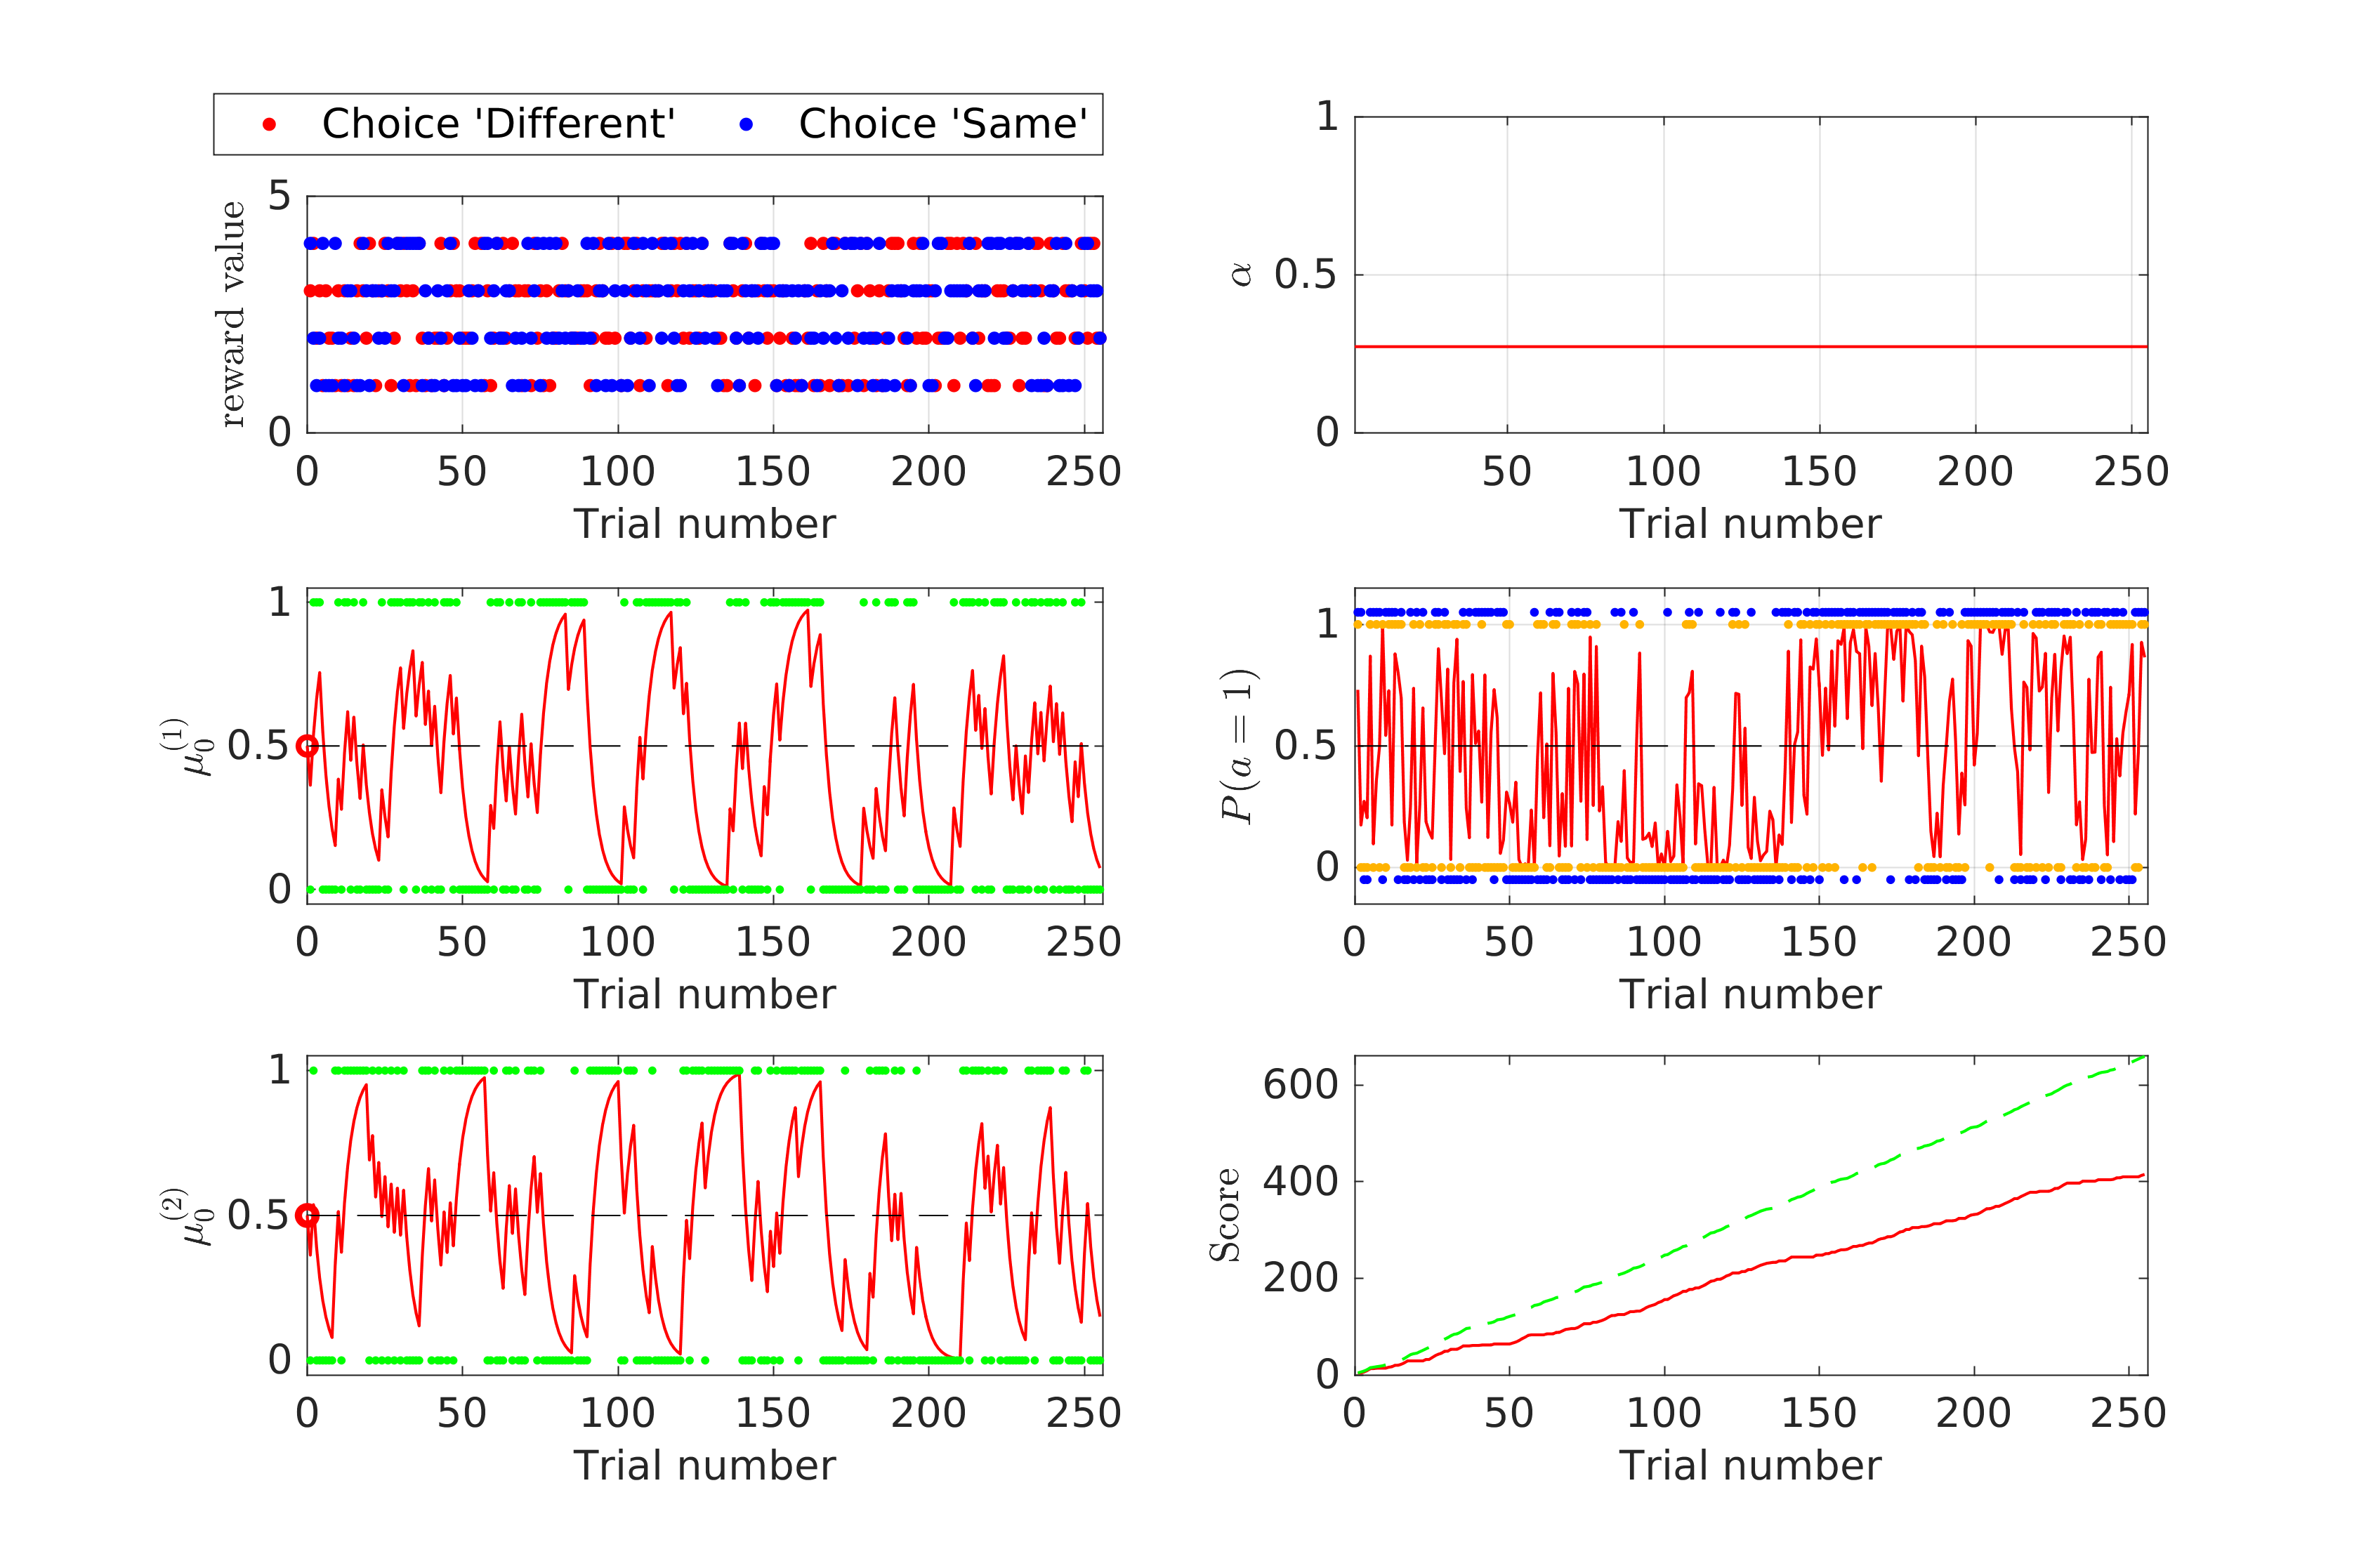 Choice 'Different' Choice 'Same'
reward value
5
0
0 50 100 150 200 250
Trial number
α
1
0.5
0
50 100 150 200 250
Trial number
μ₀⁽¹⁾
1
0.5
0
0 50 100 150 200 250
Trial number
P(a = 1)
1
0.5
0
0 50 100 150 200 250
Trial number
μ₀⁽²⁾
1
0.5
0
0 50 100 150 200 250
Trial number
Score
600
400
200
0
0 50 100 150 200 250
Trial number